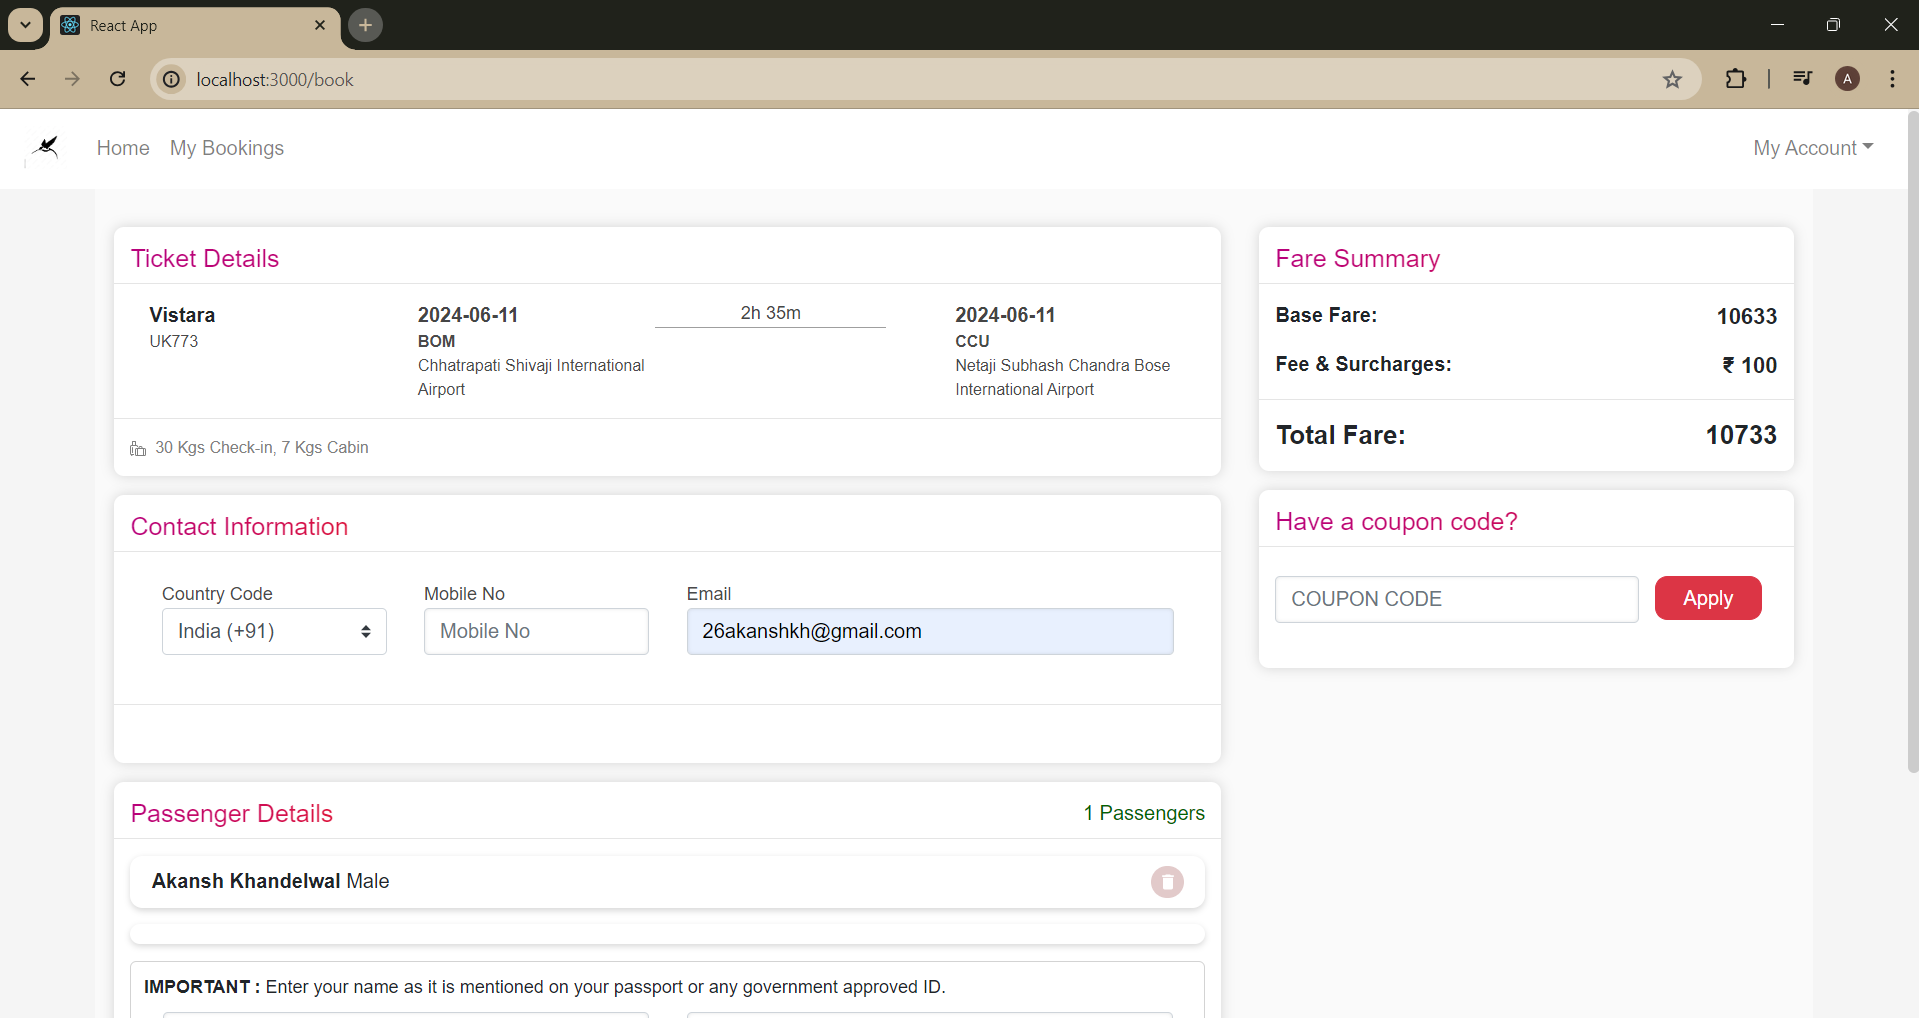 React App
localhost:3000/book
A
Home My Bookings
My Account
Ticket Details
Vistara
UK773
2024-06-11
BOM
Chhatrapati Shivaji International
Airport
2h 35m
2024-06-11
CCU
Netaji Subhash Chandra Bose
International Airport
30 Kgs Check-in, 7 Kgs Cabin
Fare Summary
Base Fare: 10633
Fee & Surcharges: ₹ 100
Total Fare: 10733
Have a coupon code?
COUPON CODE Apply
Contact Information
Country Code
India (+91)
Mobile No
Mobile No
Email
26akanshkh@gmail.com
Passenger Details 1 Passengers
Akansh Khandelwal Male
IMPORTANT : Enter your name as it is mentioned on your passport or any government approved ID.